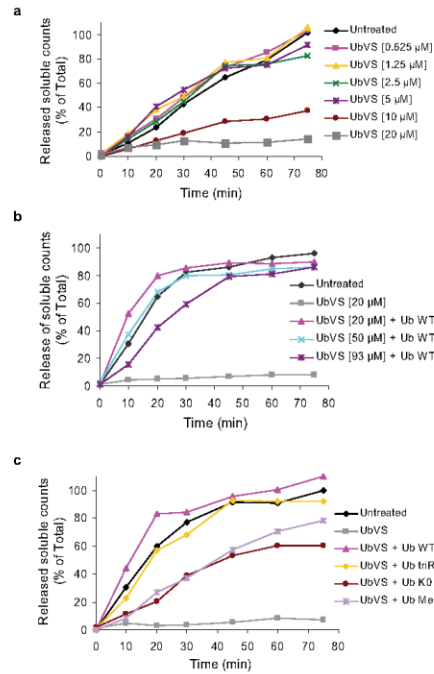 a
Released soluble counts
(% of Total)
100
80
60
40
20
0
0 10 20 30 40 50 60 70 80
Time (min)
Untreated
UbVS [0.625 µM]
UbVS [1.25 µM]
UbVS [2.5 µM]
UbVS [5 µM]
UbVS [10 µM]
UbVS [20 µM]
b
Release of soluble counts
(% of Total)
100
80
60
40
20
0
0 10 20 30 40 50 60 70 80
Time (min)
Untreated
UbVS [20 µM]
UbVS [20 µM] + Ub WT
UbVS [50 µM] + Ub WT
UbVS [93 µM] + Ub WT
c
Released soluble counts
(% of Total)
100
80
60
40
20
0
0 10 20 30 40 50 60 70 80
Time (min)
Untreated
UbVS
UbVS + Ub WT
UbVS + Ub triR
UbVS + Ub K0
UbVS + Ub Me